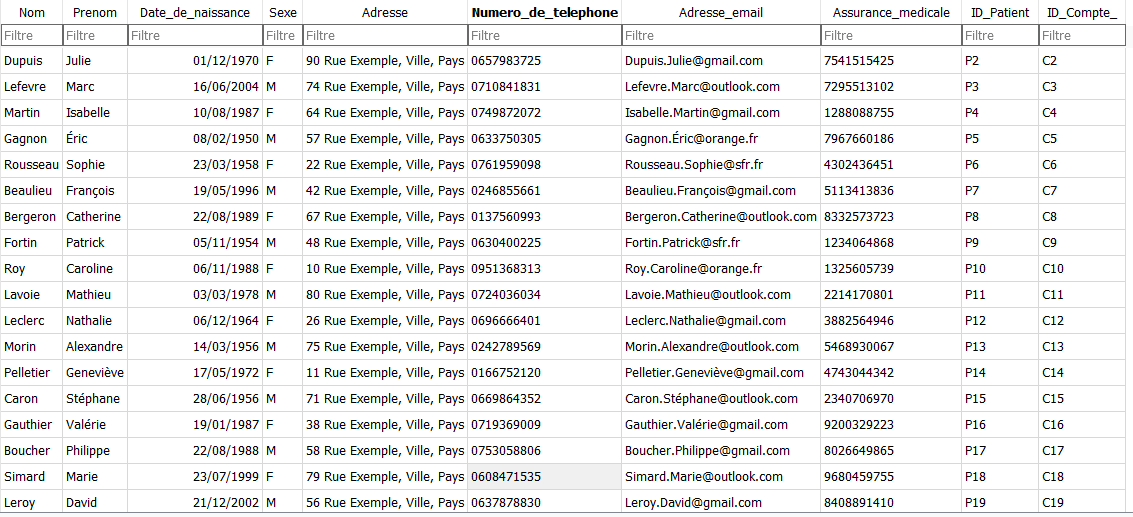 Nom Prenom Date_de_naissance Sexe Adresse Numero_de_telephone Adresse_email Assurance_medicale ID_Patient ID_Compte_
Filtre Filtre Filtre Filtre Filtre Filtre Filtre Filtre Filtre Filtre
Dupuis Julie 01/12/1970 F 90 Rue Exemple, Ville, Pays 0657983725 Dupuis.Julie@gmail.com 7541515425 P2 C2
Lefevre Marc 16/06/2004 M 74 Rue Exemple, Ville, Pays 0710841831 Lefevre.Marc@outlook.com 7295513102 P3 C3
Martin Isabelle 10/08/1987 F 64 Rue Exemple, Ville, Pays 0749872072 Isabelle.Martin@gmail.com 1288088755 P4 C4
Gagnon Éric 08/02/1950 M 57 Rue Exemple, Ville, Pays 0633750305 Gagnon.Éric@orange.fr 7967660186 P5 C5
Rousseau Sophie 23/03/1958 F 22 Rue Exemple, Ville, Pays 0761959098 Rousseau.Sophie@sfr.fr 4302436451 P6 C6
Beaulieu François 19/05/1996 M 42 Rue Exemple, Ville, Pays 0246855661 Beaulieu.François@gmail.com 5113413836 P7 C7
Bergeron Catherine 22/08/1989 F 67 Rue Exemple, Ville, Pays 0137560993 Bergeron.Catherine@outlook.com 8332573723 P8 C8
Fortin Patrick 05/11/1954 M 48 Rue Exemple, Ville, Pays 0630400225 Fortin.Patrick@sfr.fr 1234064868 P9 C9
Roy Caroline 06/11/1988 F 10 Rue Exemple, Ville, Pays 0951368313 Roy.Caroline@orange.fr 1325605739 P10 C10
Lavoie Mathieu 03/03/1978 M 80 Rue Exemple, Ville, Pays 0724036034 Lavoie.Mathieu@outlook.com 2214170801 P11 C11
Leclerc Nathalie 06/12/1964 F 26 Rue Exemple, Ville, Pays 0696666401 Leclerc.Nathalie@gmail.com 3882564946 P12 C12
Morin Alexandre 14/03/1956 M 75 Rue Exemple, Ville, Pays 0242789569 Morin.Alexandre@outlook.com 5468930067 P13 C13
Pelletier Geneviève 17/05/1972 F 11 Rue Exemple, Ville, Pays 0166752120 Pelletier.Geneviève@gmail.com 4743044342 P14 C14
Caron Stéphane 28/06/1956 M 71 Rue Exemple, Ville, Pays 0669864352 Caron.Stéphane@outlook.com 2340706970 P15 C15
Gauthier Valérie 19/01/1987 F 38 Rue Exemple, Ville, Pays 0719369009 Gauthier.Valérie@gmail.com 9200329223 P16 C16
Boucher Philippe 22/08/1988 M 58 Rue Exemple, Ville, Pays 0753058806 Boucher.Philippe@gmail.com 8026649865 P17 C17
Simard Marie 23/07/1999 F 79 Rue Exemple, Ville, Pays 0608471535 Simard.Marie@outlook.com 9680459755 P18 C18
Leroy David 21/12/2002 M 56 Rue Exemple, Ville, Pays 0637878830 Leroy.David@gmail.com 8408891410 P19 C19